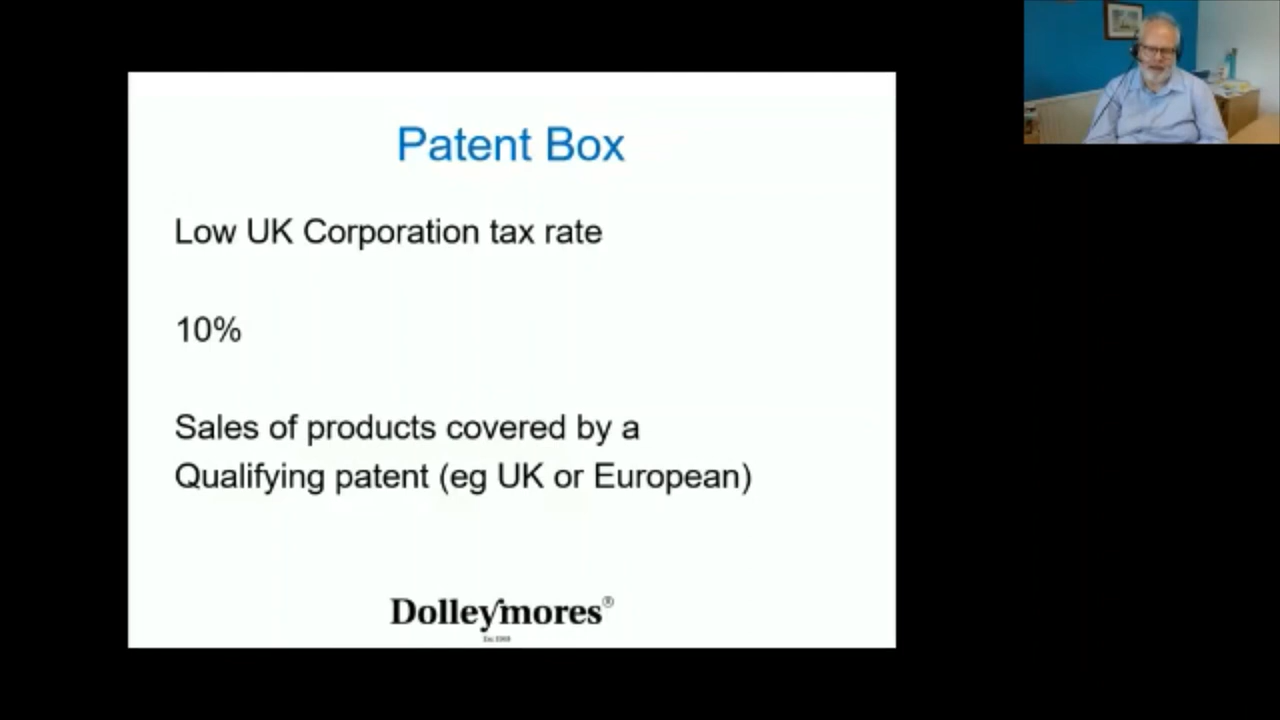 Patent Box
Low UK Corporation tax rate
10%
Sales of products covered by a
Qualifying patent (eg UK or European)
Dolleymores®